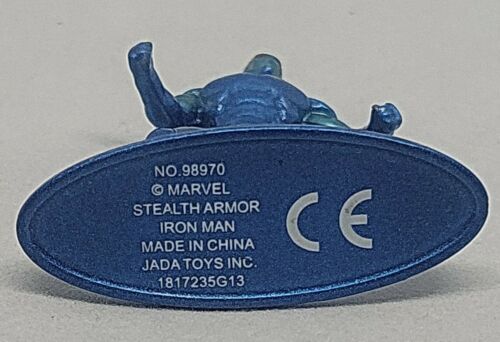 NO.98970
© MARVEL
STEALTH ARMOR
IRON MAN
MADE IN CHINA
JADA TOYS INC.
1817235G13
CE